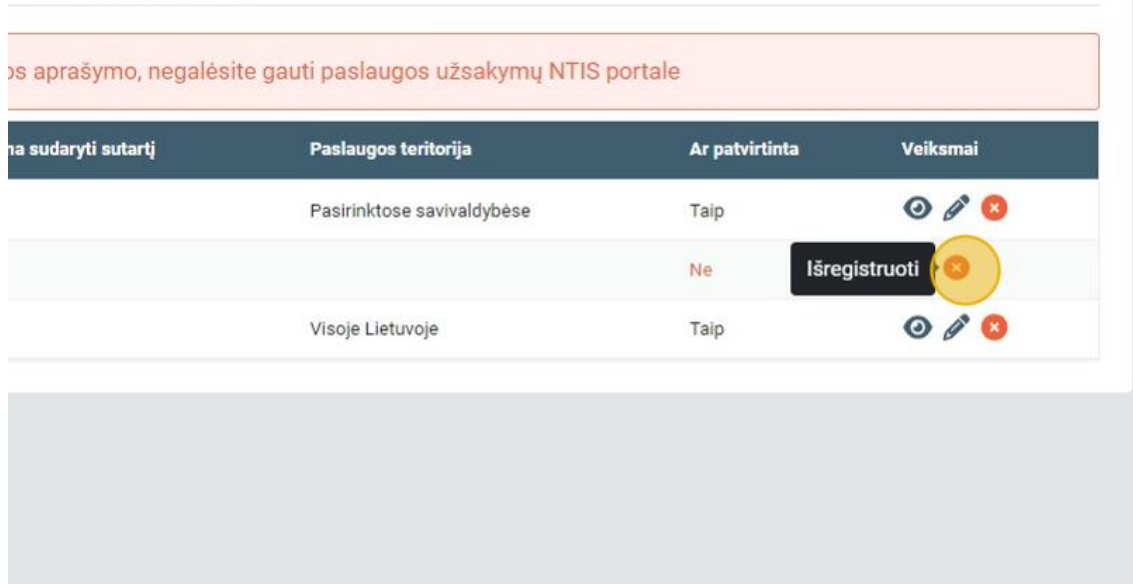 os aprašymo, negalėsite gauti paslaugos užsakymų NTIS portale
sudaryti sutartį Paslaugos teritorija Ar patvirtinta Veiksmai
Pasirinktose savivaldybėse Taip
Ne Išregistruoti
Visoje Lietuvoje Taip